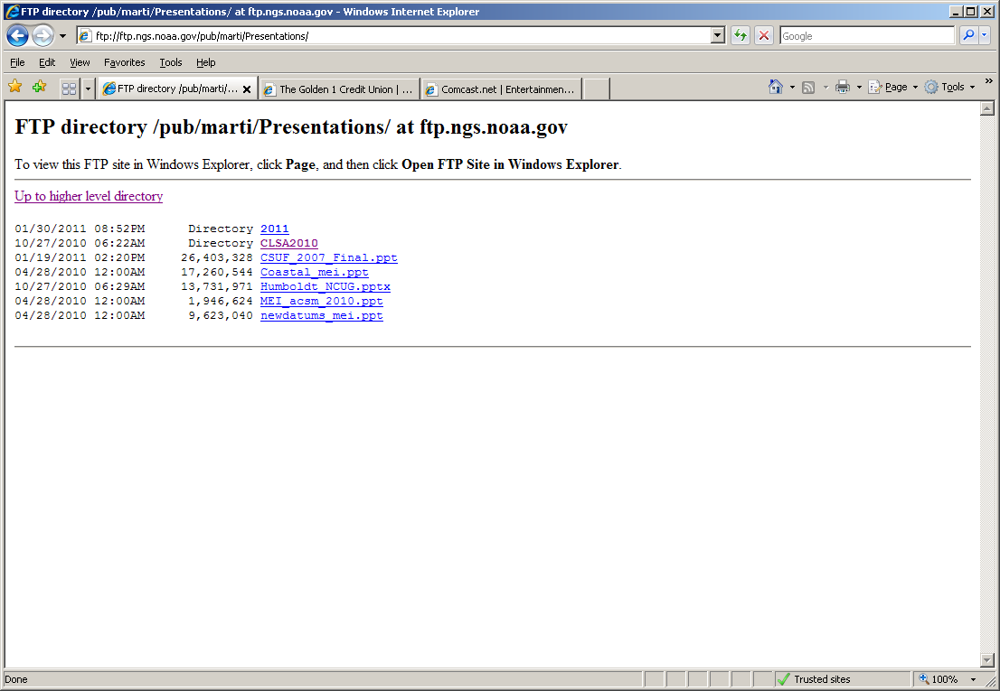 FTP directory /pub/marti/Presentations/ at ftp.ngs.noaa.gov - Windows Internet Explorer
ftp://ftp.ngs.noaa.gov/pub/marti/Presentations/
Google
File Edit View Favorites Tools Help
FTP directory /pub/marti/... The Golden 1 Credit Union | ... Comcast.net | Entertainmen... Page Tools »
FTP directory /pub/marti/Presentations/ at ftp.ngs.noaa.gov
To view this FTP site in Windows Explorer, click Page, and then click Open FTP Site in Windows Explorer.
Up to higher level directory
01/30/2011 08:52PM Directory 2011
10/27/2010 06:22AM Directory CLSA2010
01/19/2011 02:20PM 26,403,328 CSUF_2007_Final.ppt
04/28/2010 12:00AM 17,260,544 Coastal_mei.ppt
10/27/2010 06:29AM 13,731,971 Humboldt_NCUG.pptx
04/28/2010 12:00AM 1,946,624 MEI_acsm_2010.ppt
04/28/2010 12:00AM 9,623,040 newdatums_mei.ppt
Done Trusted sites 100%